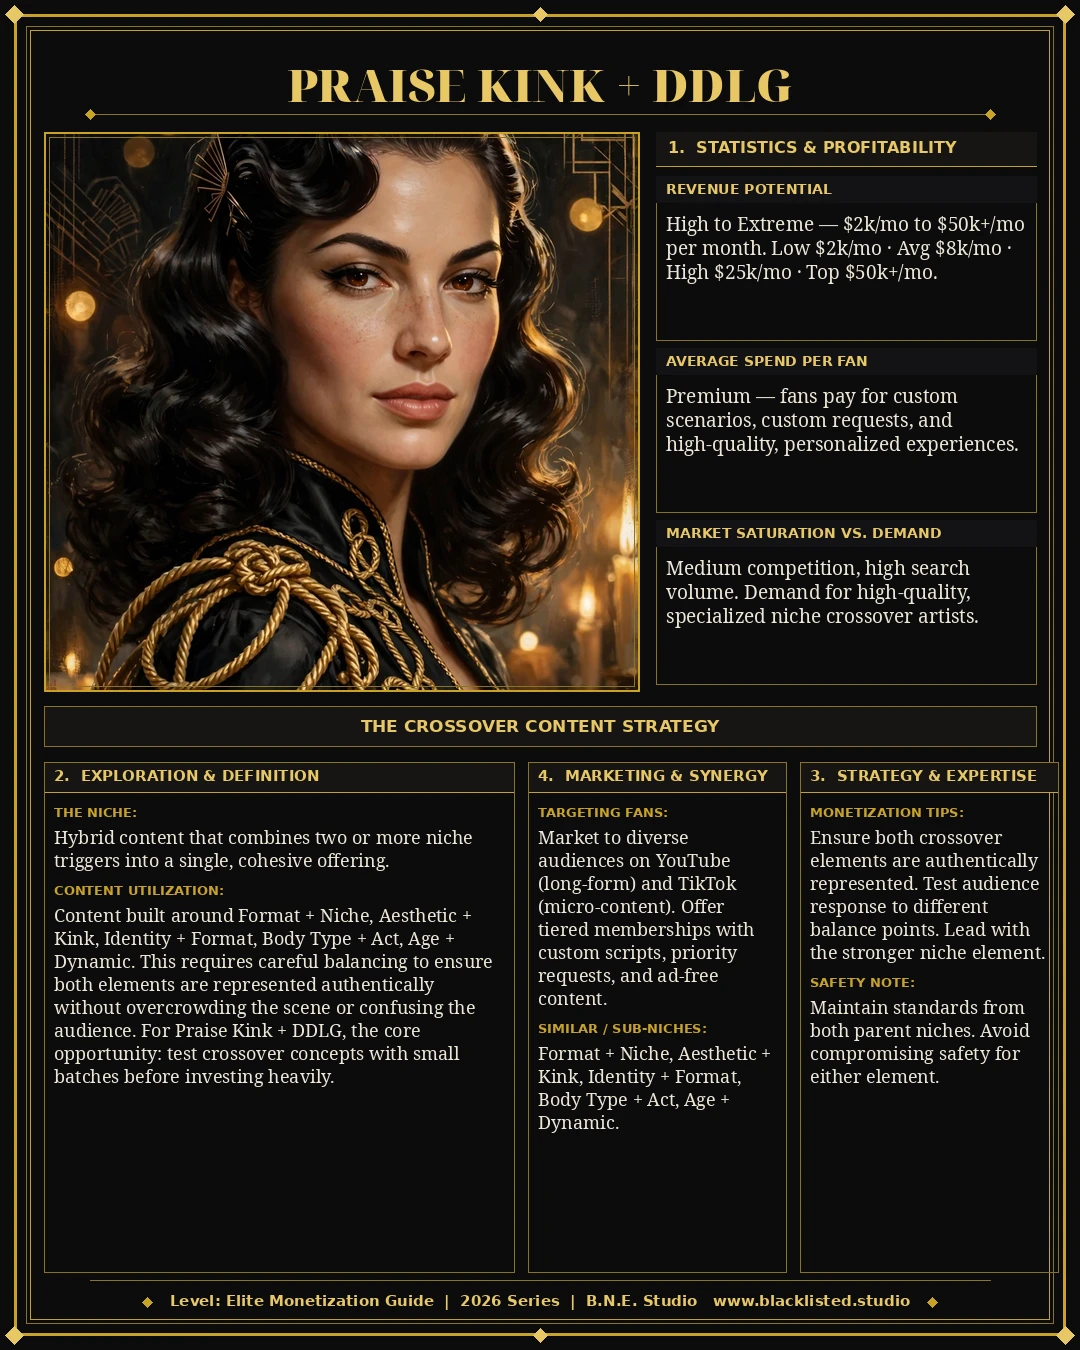 PRAISE KINK + DDLG
1. STATISTICS & PROFITABILITY
REVENUE POTENTIAL
High to Extreme — $2k/mo to $50k+/mo
per month. Low $2k/mo · Avg $8k/mo ·
High $25k/mo · Top $50k+/mo.
AVERAGE SPEND PER FAN
Premium — fans pay for custom
scenarios, custom requests, and
high-quality, personalized experiences.
MARKET SATURATION VS. DEMAND
Medium competition, high search
volume. Demand for high-quality,
specialized niche crossover artists.
THE CROSSOVER CONTENT STRATEGY
2. EXPLORATION & DEFINITION
THE NICHE:
Hybrid content that combines two or more niche
triggers into a single, cohesive offering.
CONTENT UTILIZATION:
Content built around Format + Niche, Aesthetic +
Kink, Identity + Format, Body Type + Act, Age +
Dynamic. This requires careful balancing to ensure
both elements are represented authentically
without overcrowding the scene or confusing the
audience. For Praise Kink + DDLG, the core
opportunity: test crossover concepts with small
batches before investing heavily.
4. MARKETING & SYNERGY
TARGETING FANS:
Market to diverse
audiences on YouTube
(long-form) and TikTok
(micro-content). Offer
tiered memberships with
custom scripts, priority
requests, and ad-free
content.
SIMILAR / SUB-NICHES:
Format + Niche, Aesthetic +
Kink, Identity + Format,
Body Type + Act, Age +
Dynamic.
3. STRATEGY & EXPERTISE
MONETIZATION TIPS:
Ensure both crossover
elements are authentically
represented. Test audience
response to different
balance points. Lead with
the stronger niche element.
SAFETY NOTE:
Maintain standards from
both parent niches. Avoid
compromising safety for
either element.
Level: Elite Monetization Guide | 2026 Series | B.N.E. Studio www.blacklisted.studio